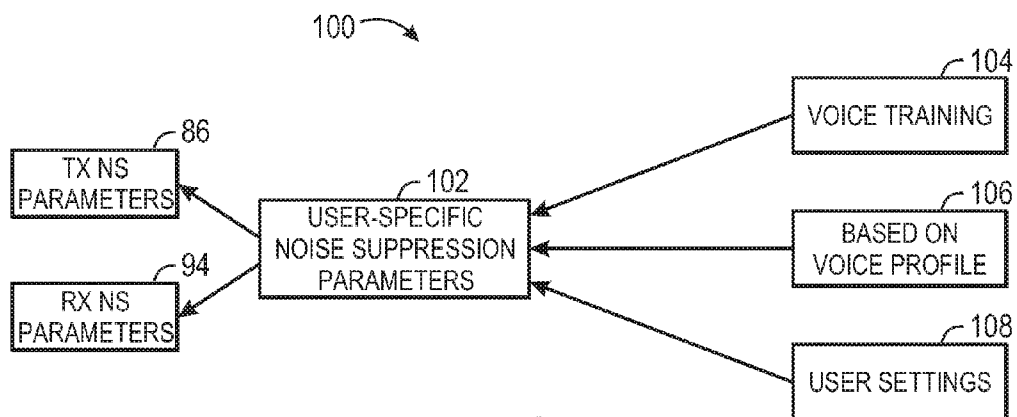 100
86
TX NS
PARAMETERS
94
RX NS
PARAMETERS
102
USER-SPECIFIC
NOISE SUPPRESSION
PARAMETERS
104
VOICE TRAINING
106
BASED ON
VOICE PROFILE
108
USER SETTINGS